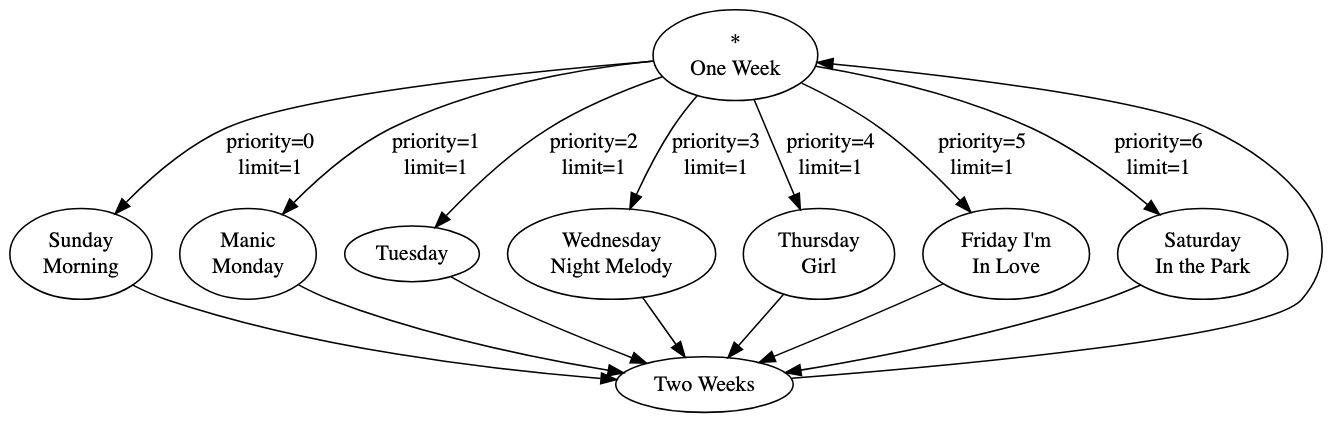 *
One Week
priority=0
limit=1
priority=1
limit=1
priority=2
limit=1
priority=3
limit=1
priority=4
limit=1
priority=5
limit=1
priority=6
limit=1
Sunday
Morning
Manic
Monday
Tuesday
Wednesday
Night Melody
Thursday
Girl
Friday I'm
In Love
Saturday
In the Park
Two Weeks